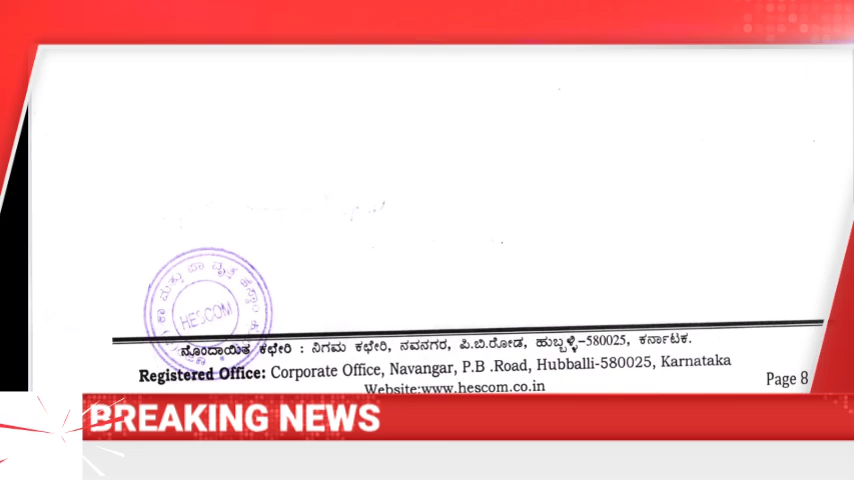 HESCOM
ನೊಂದಾಯಿತ ಕಛೇರಿ : ನಿಗಮ ಕಛೇರಿ, ನವನಗರ, ಪಿ.ಬಿ.ರೋಡ, ಹುಬ್ಬಳ್ಳಿ-580025, ಕರ್ನಾಟಕ.
Registered Office: Corporate Office, Navangar, P.B .Road, Hubballi-580025, Karnataka
Website:www.hescom.co.in
Page 8
BREAKING NEWS